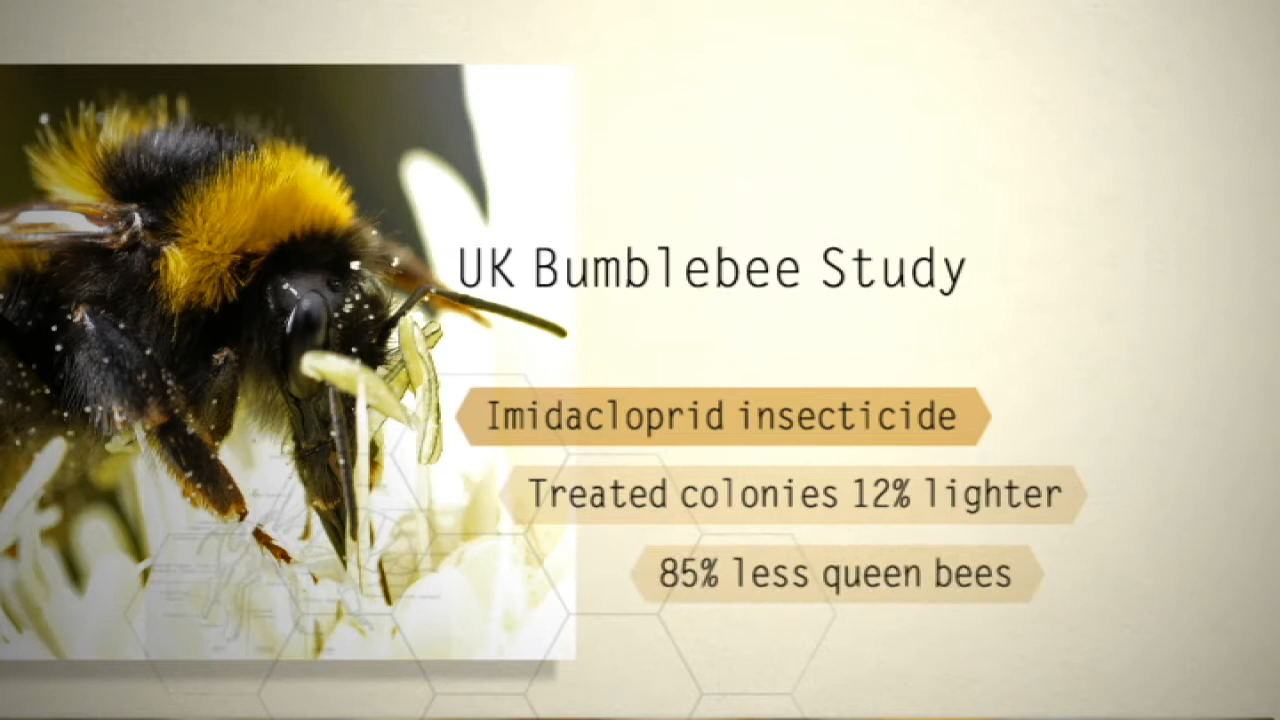 UK Bumblebee Study
Imidacloprid insecticide
Treated colonies 12% lighter
85% less queen bees